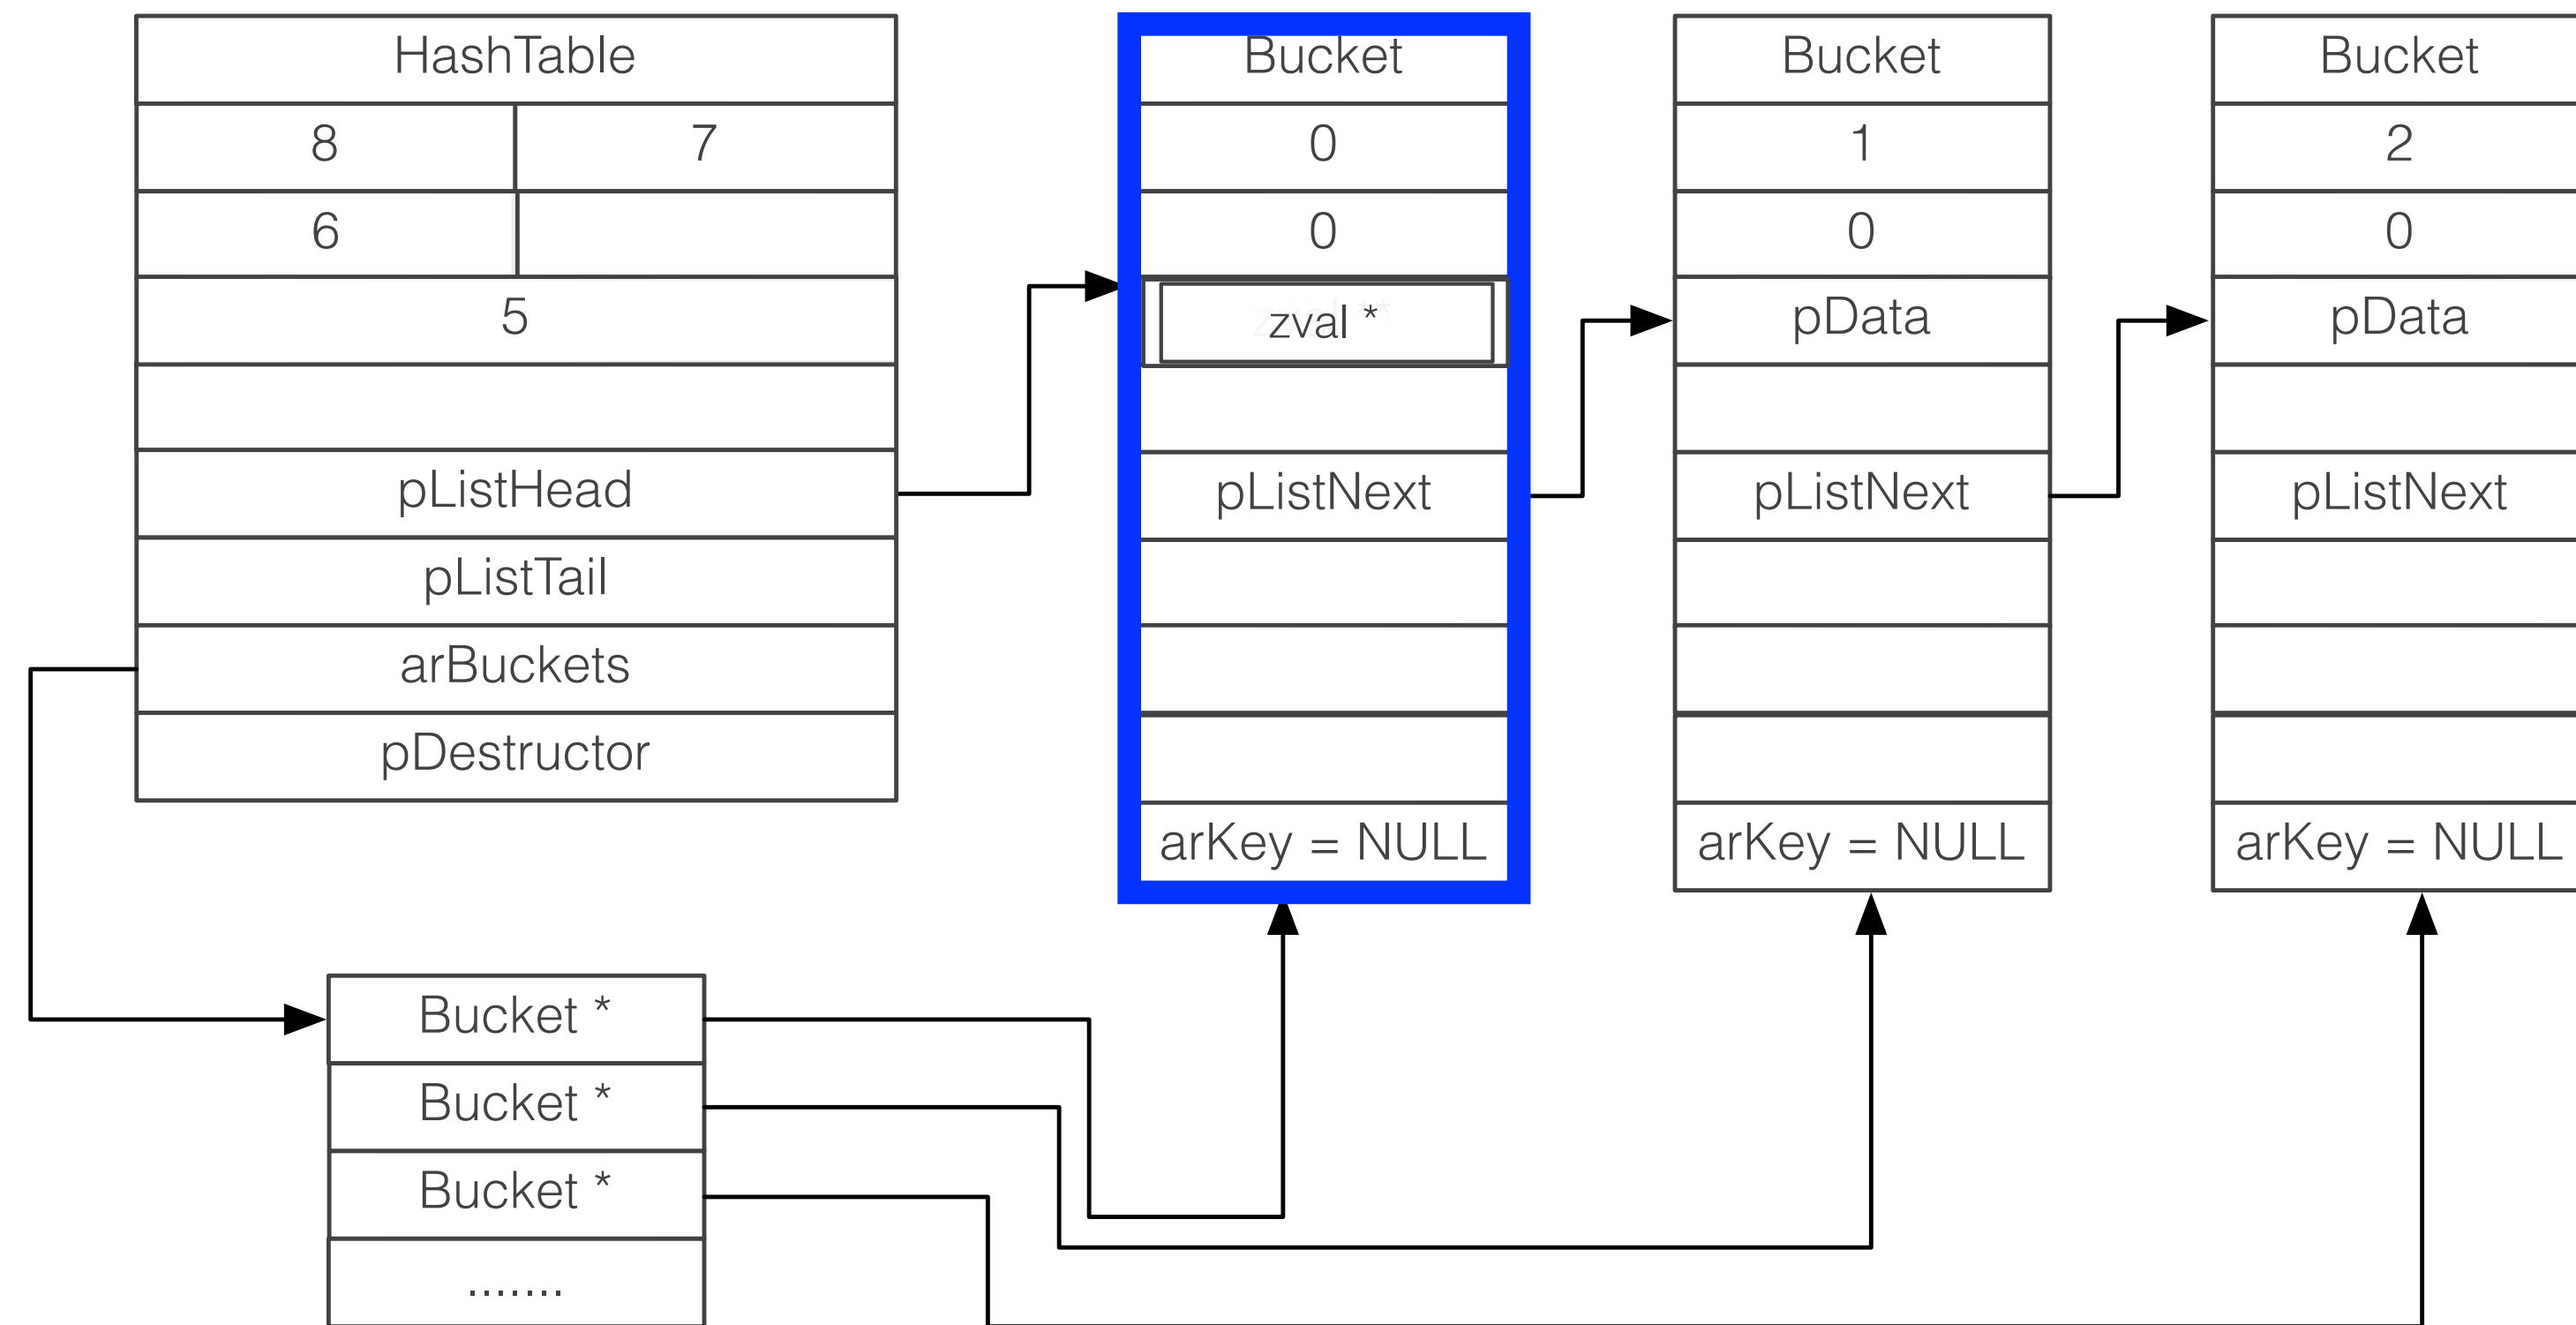 HashTable
8 7
6
5
pListHead
pListTail
arBuckets
pDestructor
Bucket
0
0
zval *
pListNext
arKey = NULL
Bucket
1
0
pData
pListNext
arKey = NULL
Bucket
2
0
pData
pListNext
arKey = NULL
Bucket *
Bucket *
Bucket *
.......